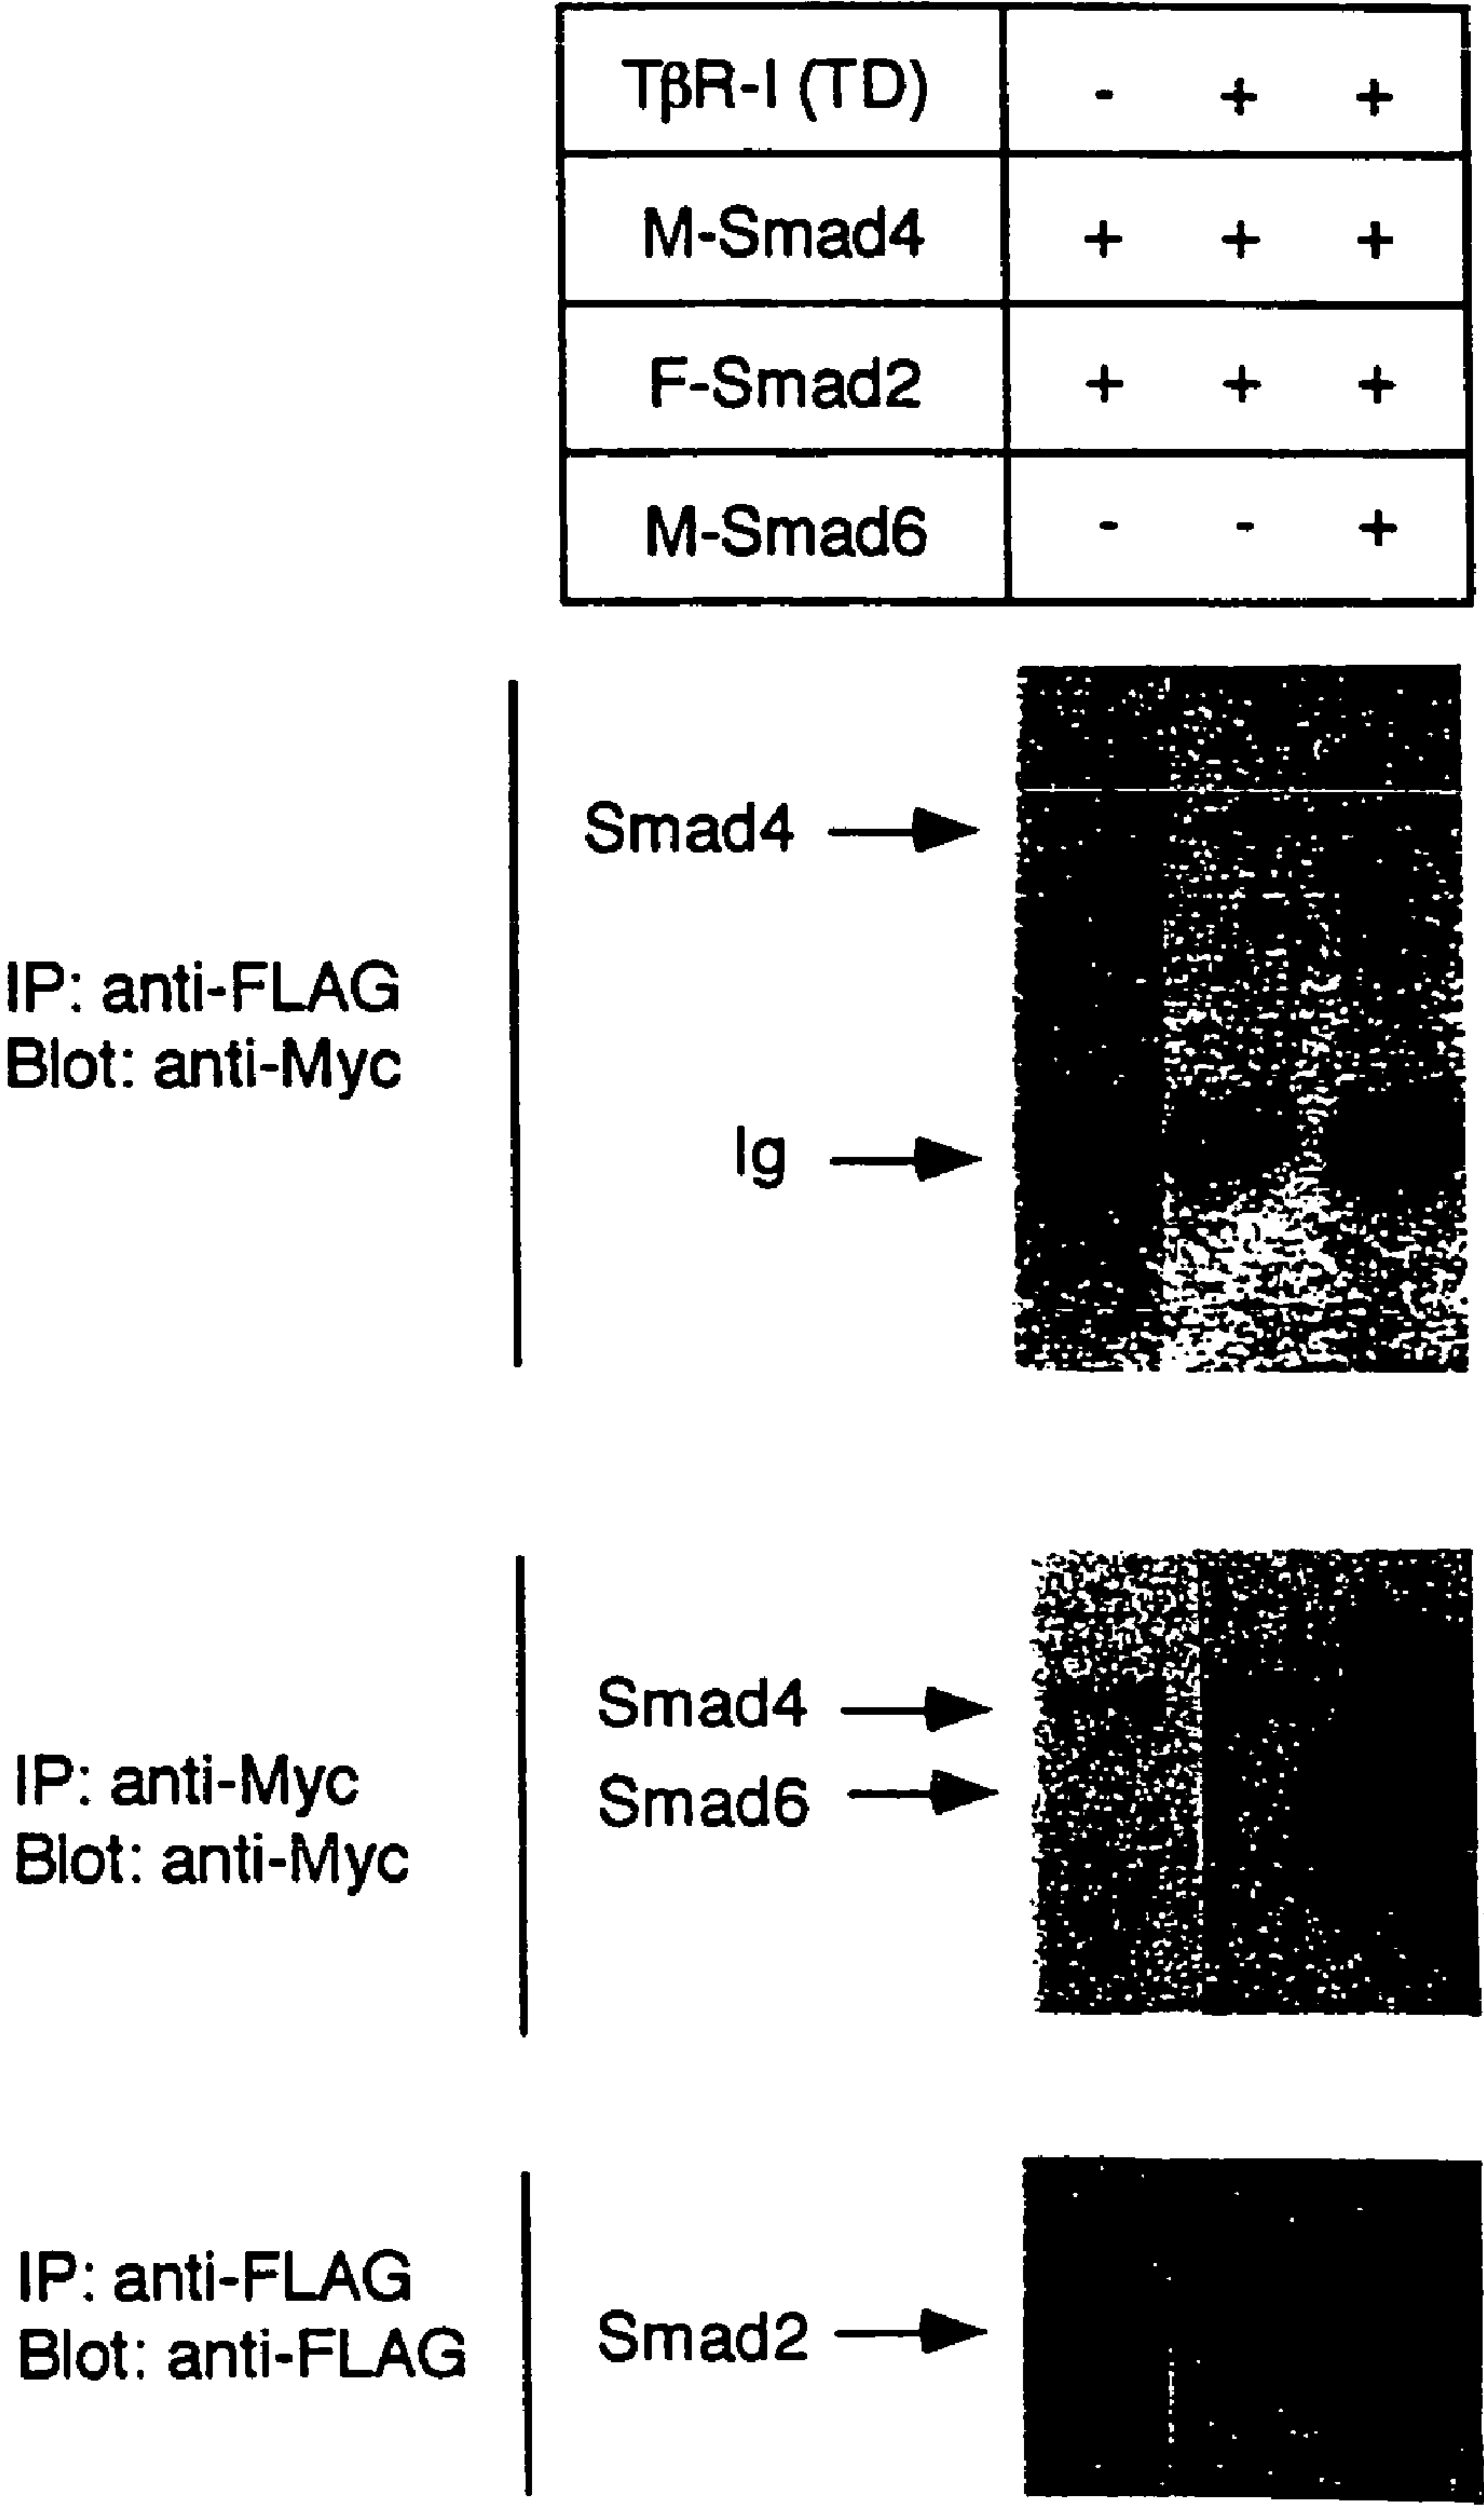 TβR-I (TD) - + +
M-Smad4 + + +
F-Smad2 + + +
M-Smad6 - - +
Smad4
IP: anti-FLAG
Blot: anti-Myc
Ig
Smad4
IP: anti-Myc
Smad6
Blot: anti-Myc
IP: anti-FLAG
Blot: anti-FLAG
Smad2